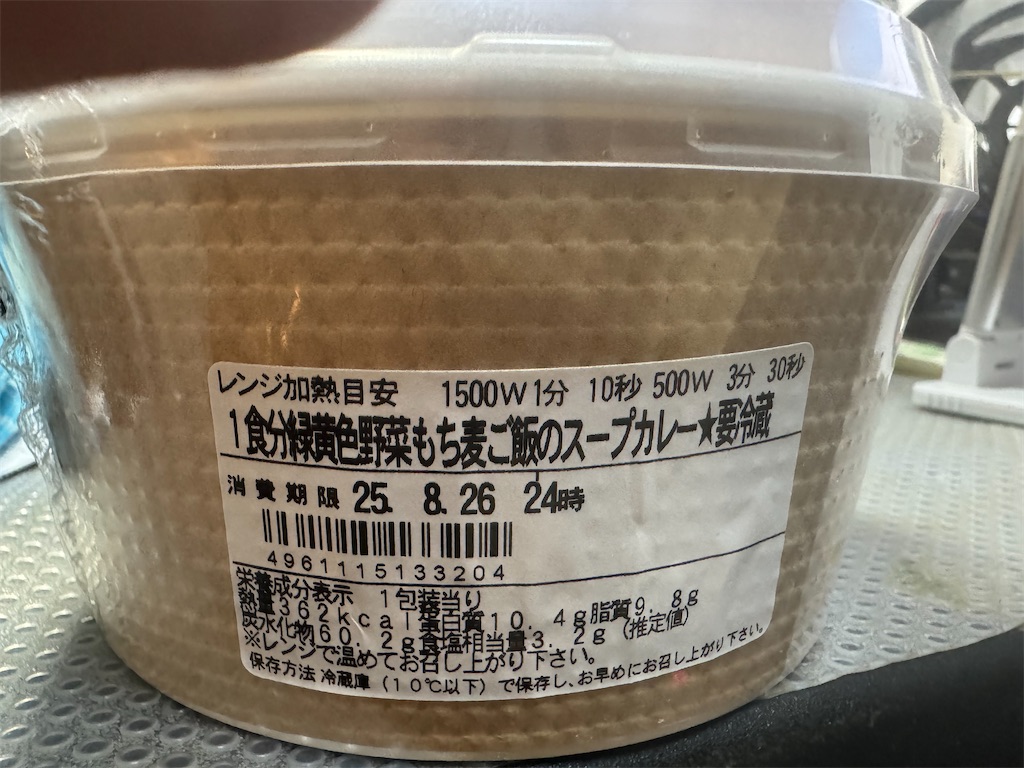 レンジ加熱目安 1500W 1分 10秒 500W 3分 30秒
1食分緑黄色野菜もち麦ご飯のスープカレー★要冷蔵
消費期限 25. 8.26 24時
4961115133204
栄養成分表示 1包装当り
熱量362kcal 蛋白質10.4g 脂質9.8g
炭水化物60.2g 食塩相当量3.2g (推定値)
※レンジで温めてお召し上がり下さい。
保存方法 冷蔵庫(10℃以下)で保存し、お早めにお召し上がり下さい。